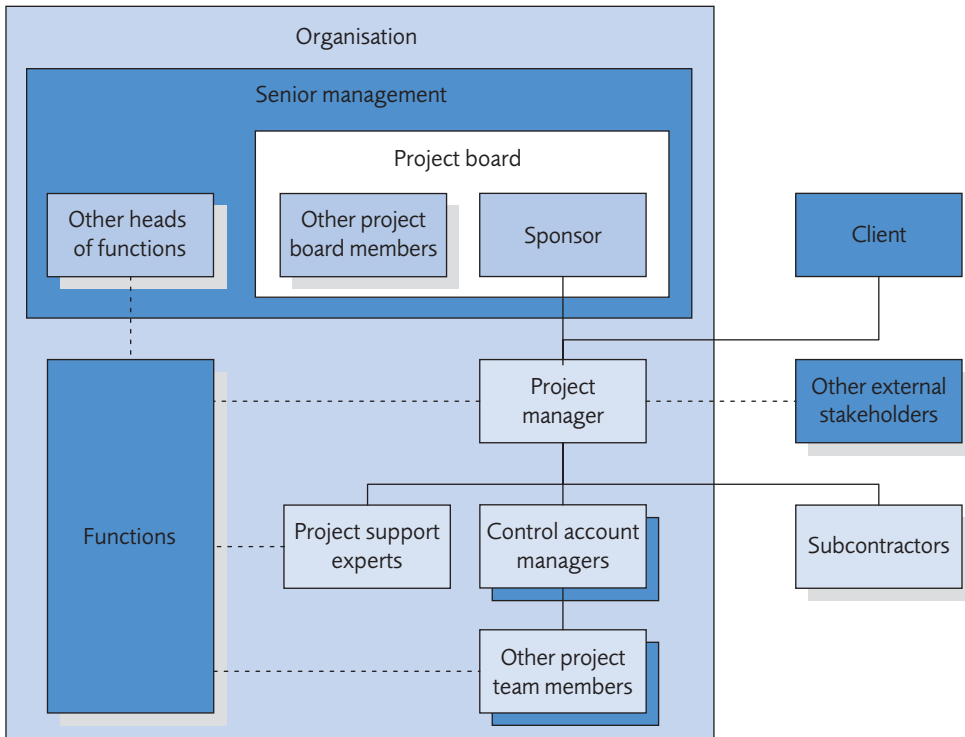 Organisation
Senior management
Project board
Other heads
of functions
Other project
board members
Sponsor
Client
Project
manager
Other external
stakeholders
Functions
Project support
experts
Control account
managers
Subcontractors
Other project
team members